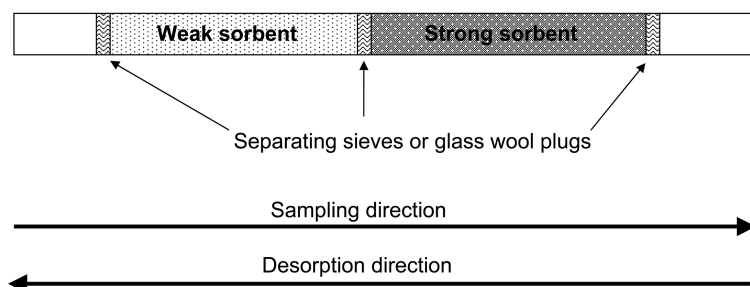 Weak sorbent Strong sorbent
Separating sieves or glass wool plugs
Sampling direction
Desorption direction